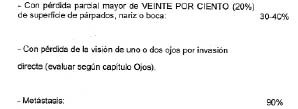 - Con pérdida parcial mayor de VEINTE POR CIENTO (20%)
de superficie de párpados, nariz o boca: 30-40%
- Con pérdida de la visión de uno o dos ojos por invasión
directa (evaluar según capítulo Ojos).
- Metástasis: 90%